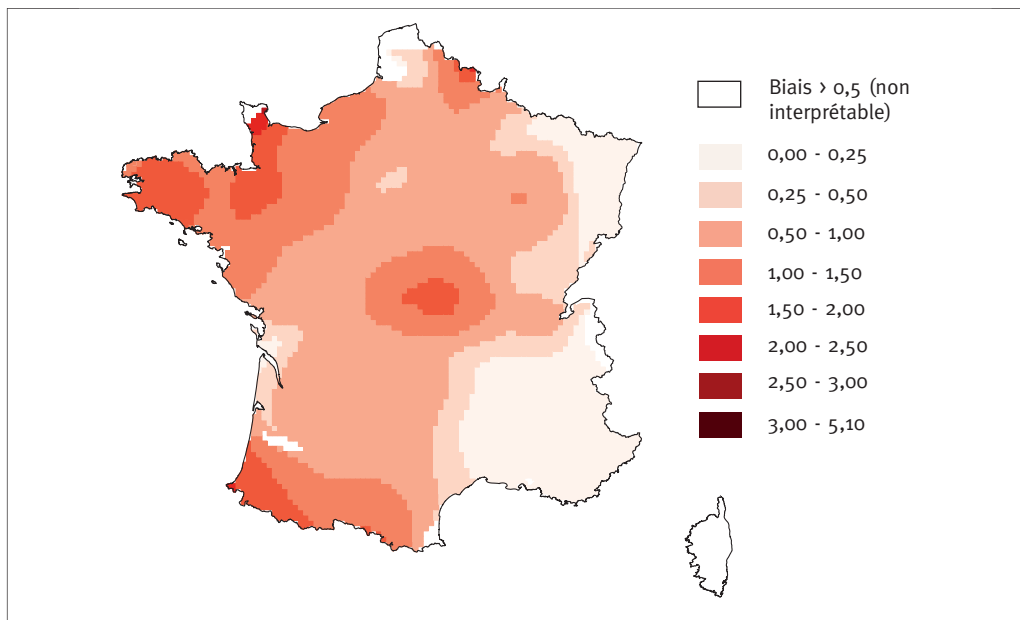 Biais > 0,5 (non
interprétable)
0,00 - 0,25
0,25 - 0,50
0,50 - 1,00
1,00 - 1,50
1,50 - 2,00
2,00 - 2,50
2,50 - 3,00
3,00 - 5,10